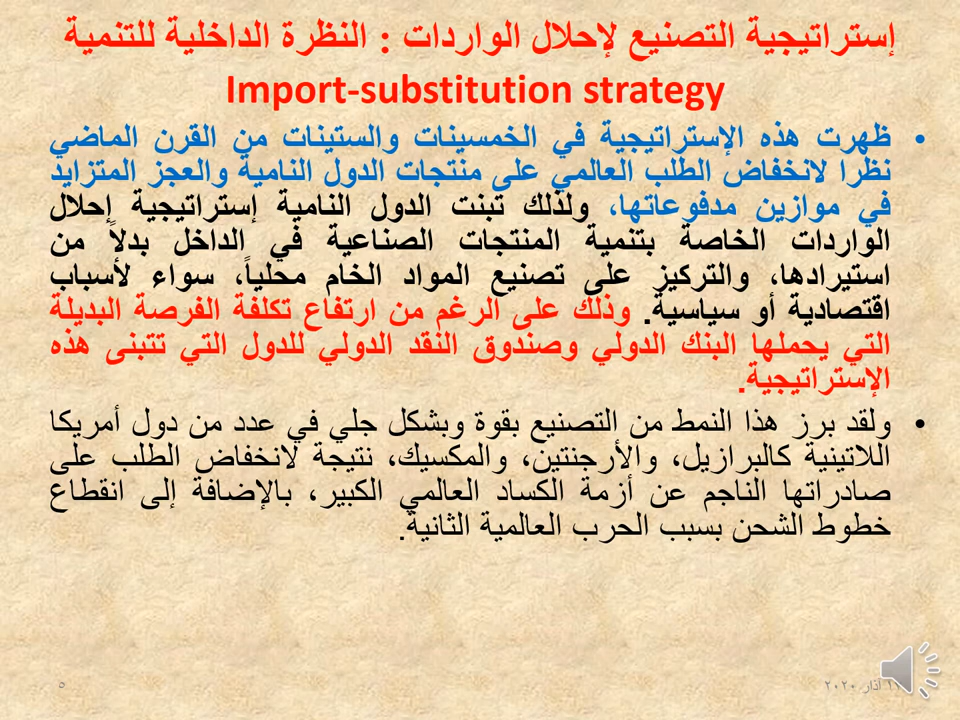 إستراتيجية التصنيع لإحلال الواردات : النظرة الداخلية للتنمية
Import-substitution strategy
• ظهرت هذه الإستراتيجية في الخمسينات والستينات من القرن الماضي
نظرا لانخفاض الطلب العالمي على منتجات الدول النامية والعجز المتزايد
في موازين مدفوعاتها، ولذلك تبنت الدول النامية إستراتيجية إحلال
الواردات الخاصة بتنمية المنتجات الصناعية في الداخل بدلاً من
استيرادها، والتركيز على تصنيع المواد الخام محلياً، سواء لأسباب
اقتصادية أو سياسية. وذلك على الرغم من ارتفاع تكلفة الفرصة البديلة
التي يحملها البنك الدولي وصندوق النقد الدولي للدول التي تتبنى هذه
الإستراتيجية.
• ولقد برز هذا النمط من التصنيع بقوة وبشكل جلي في عدد من دول أمريكا
اللاتينية كالبرازيل، والأرجنتين، والمكسيك، نتيجة لانخفاض الطلب على
صادراتها الناجم عن أزمة الكساد العالمي الكبير، بالإضافة إلى انقطاع
خطوط الشحن بسبب الحرب العالمية الثانية.
آذار ٢٠٢٠
٥